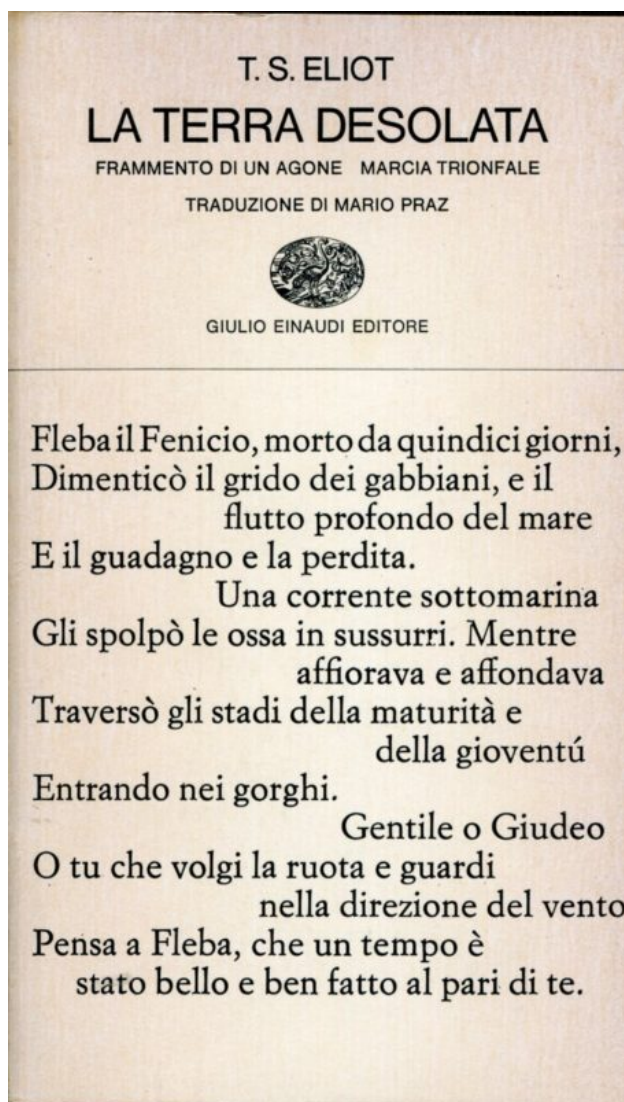 T. S. ELIOT
LA TERRA DESOLATA
FRAMMENTO DI UN AGONE MARCIA TRIONFALE
TRADUZIONE DI MARIO PRAZ
GIULIO EINAUDI EDITORE
Fleba il Fenicio, morto da quindici giorni,
Dimenticò il grido dei gabbiani, e il
flutto profondo del mare
E il guadagno e la perdita.
Una corrente sottomarina
Gli spolpò le ossa in sussurri. Mentre
affiorava e affondava
Traversò gli stadi della maturità e
della gioventú
Entrando nei gorghi.
Gentile o Giudeo
O tu che volgi la ruota e guardi
nella direzione del vento
Pensa a Fleba, che un tempo è
stato bello e ben fatto al pari di te.